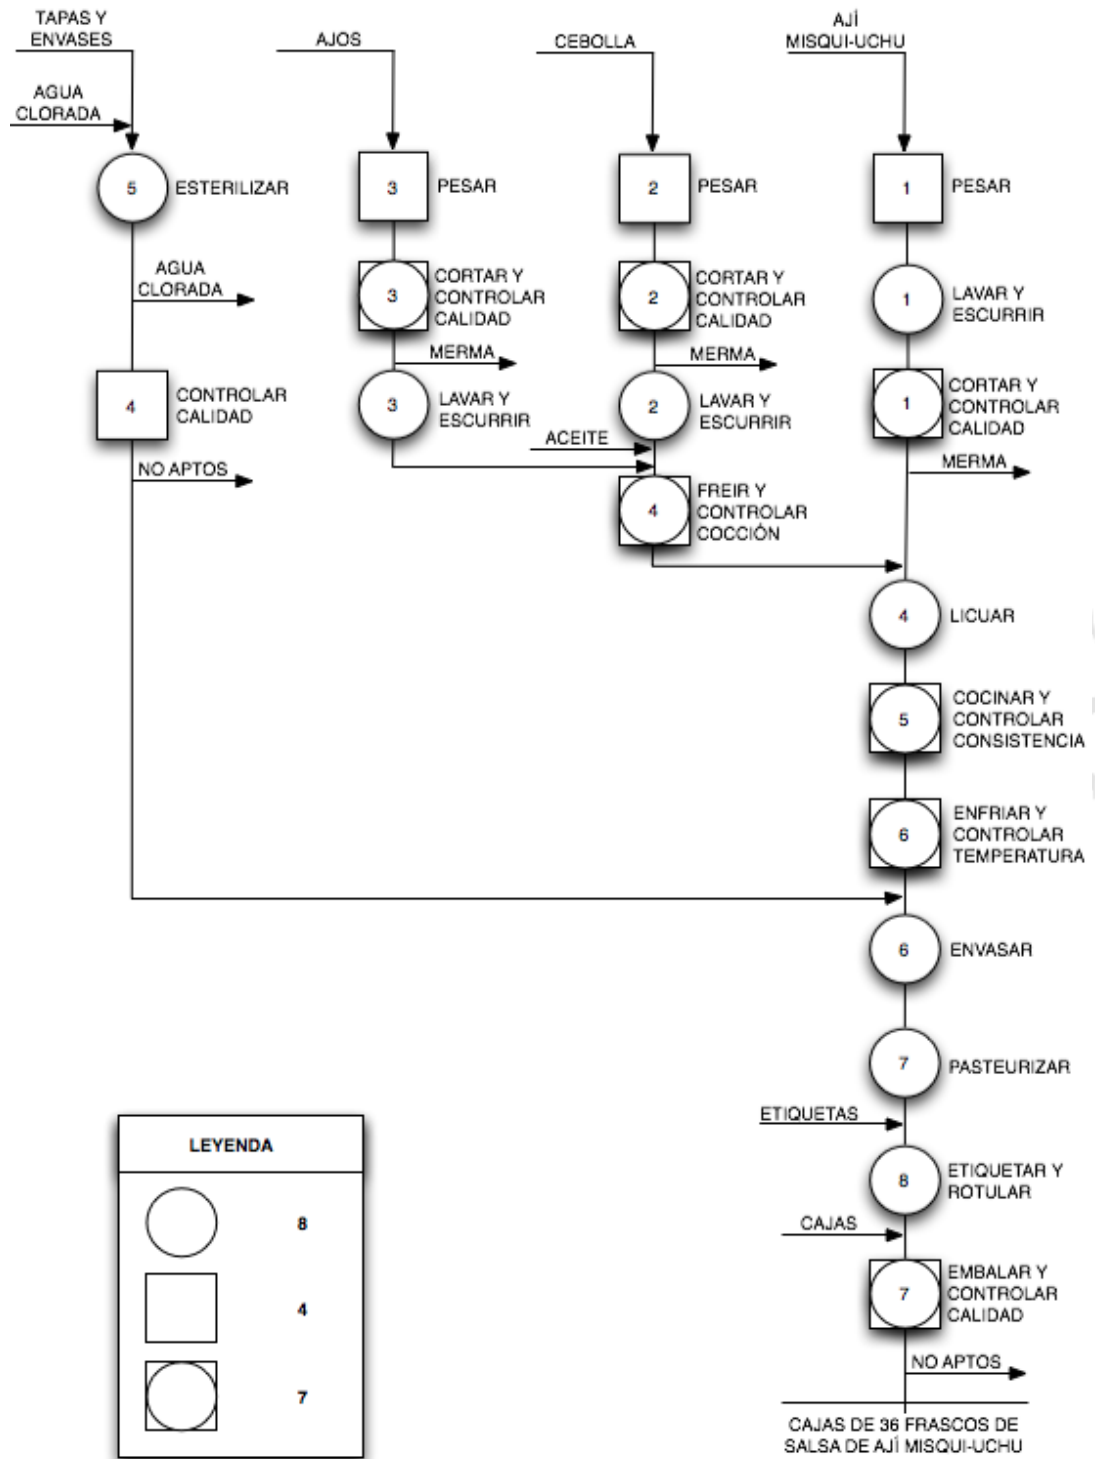 TAPAS Y
ENVASES
AJOS
CEBOLLA
AJÍ
MISQUI-UCHU
AGUA
CLORADA
5
ESTERILIZAR
3
PESAR
2
PESAR
1
PESAR
AGUA
CLORADA
3
CORTAR Y
CONTROLAR
CALIDAD
2
CORTAR Y
CONTROLAR
CALIDAD
1
LAVAR Y
ESCURRIR
MERMA
MERMA
4
CONTROLAR
CALIDAD
3
LAVAR Y
ESCURRIR
2
LAVAR Y
ESCURRIR
1
CORTAR Y
CONTROLAR
CALIDAD
ACEITE
MERMA
NO APTOS
4
FREIR Y
CONTROLAR
COCCIÓN
4
LICUAR
5
COCINAR Y
CONTROLAR
CONSISTENCIA
6
ENFRIAR Y
CONTROLAR
TEMPERATURA
6
ENVASAR
7
PASTEURIZAR
ETIQUETAS
8
ETIQUETAR Y
ROTULAR
CAJAS
7
EMBALAR Y
CONTROLAR
CALIDAD
NO APTOS
CAJAS DE 36 FRASCOS DE
SALSA DE AJÍ MISQUI-UCHU
LEYENDA
8
4
7